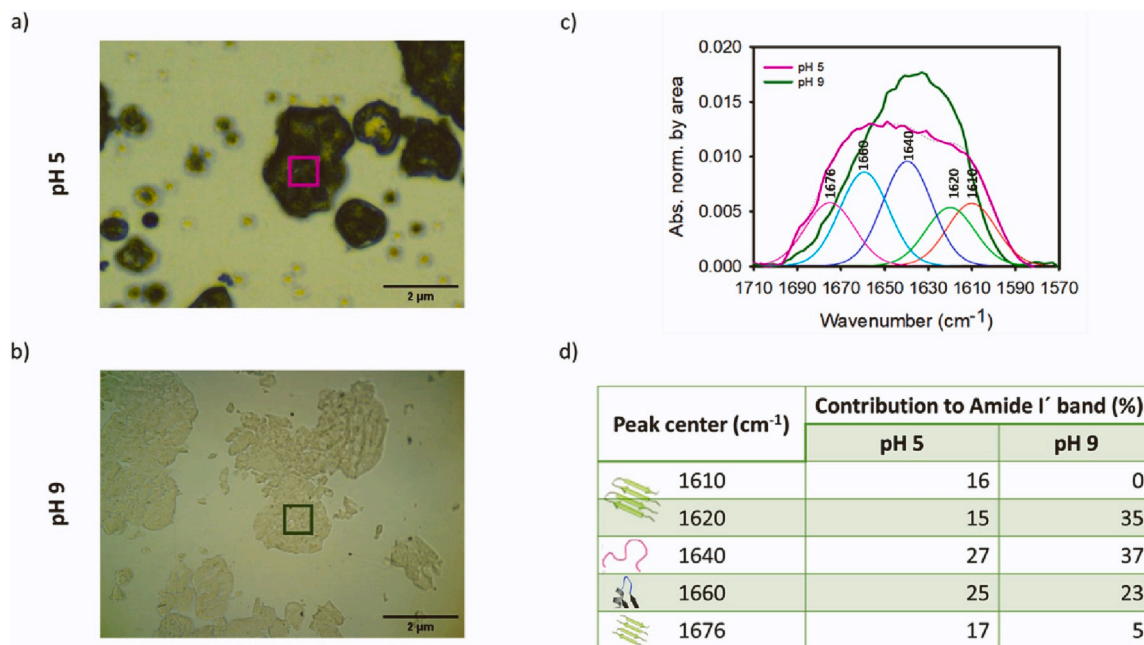 a)
pH 5
2 μm
b)
pH 9
2 μm
c)
0.020
0.015
0.010
0.005
0.000
Abs. norm. by area
pH 5
pH 9
1676
1660
1640
1620
1610
1710 1690 1670 1650 1630 1610 1590 1570
Wavenumber (cm-1)
d)
Peak center (cm-1) Contribution to Amide I´ band (%)
pH 5 pH 9
1610 16 0
1620 15 35
1640 27 37
1660 25 23
1676 17 5